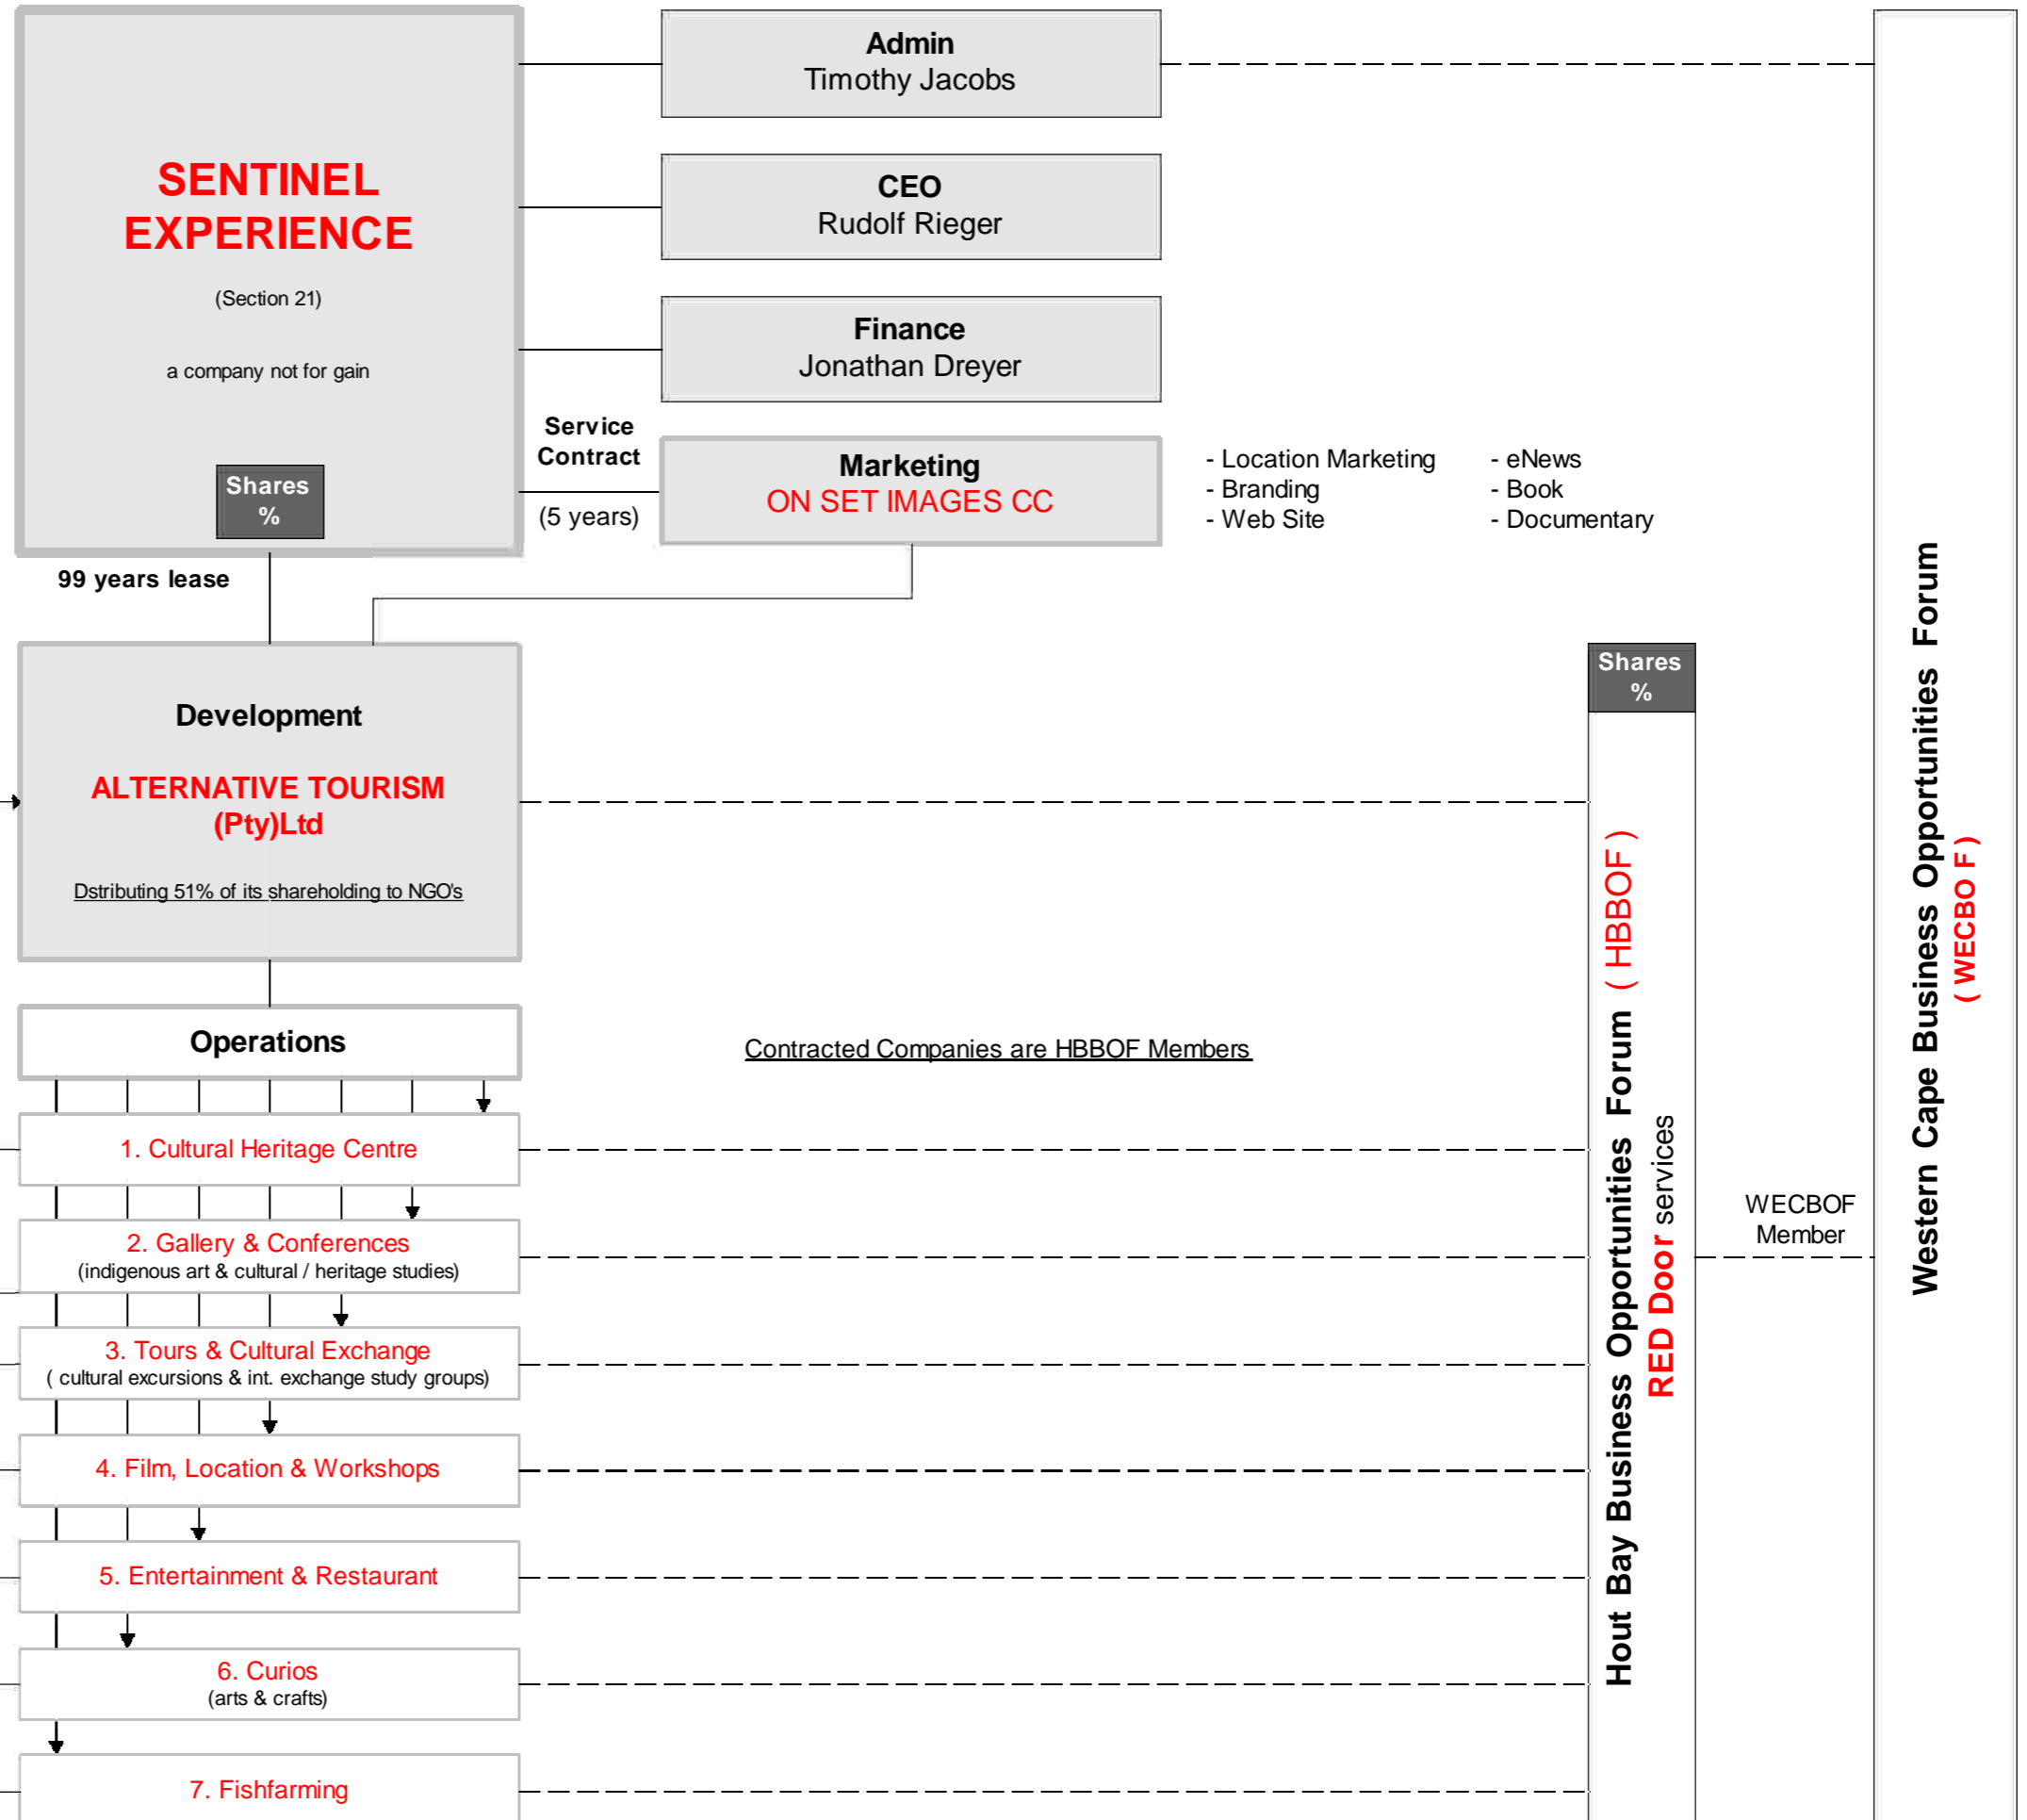 SENTINEL
EXPERIENCE
(Section 21)
a company not for gain
Shares
%
Admin
Timothy Jacobs
CEO
Rudolf Rieger
Finance
Jonathan Dreyer
Service
Contract
(5 years)
Marketing
ON SET IMAGES CC
- Location Marketing
- Branding
- Web Site
- eNews
- Book
- Documentary
99 years lease
Development
ALTERNATIVE TOURISM
(Pty)Ltd
Dstributing 51% of its shareholding to NGO's
Operations
Contracted Companies are HBBOF Members
1. Cultural Heritage Centre
2. Gallery & Conferences
(indigenous art & cultural / heritage studies)
3. Tours & Cultural Exchange
( cultural excursions & int. exchange study groups)
4. Film, Location & Workshops
5. Entertainment & Restaurant
6. Curios
(arts & crafts)
7. Fishfarming
Shares
%
Hout Bay Business Opportunities Forum ( HBBOF )
RED Door services
WECBOF
Member
Western Cape Business Opportunities Forum
( WECBO F )